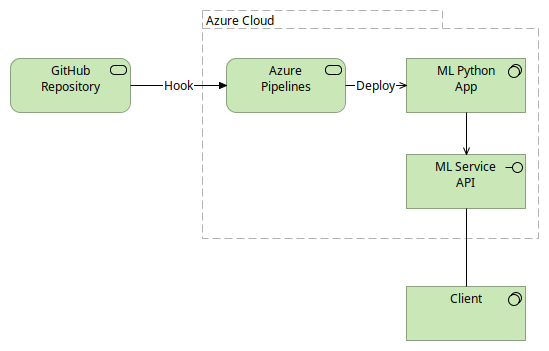 Azure Cloud
GitHub
Repository
Hook
Azure
Pipelines
Deploy
ML Python
App
ML Service
API
Client